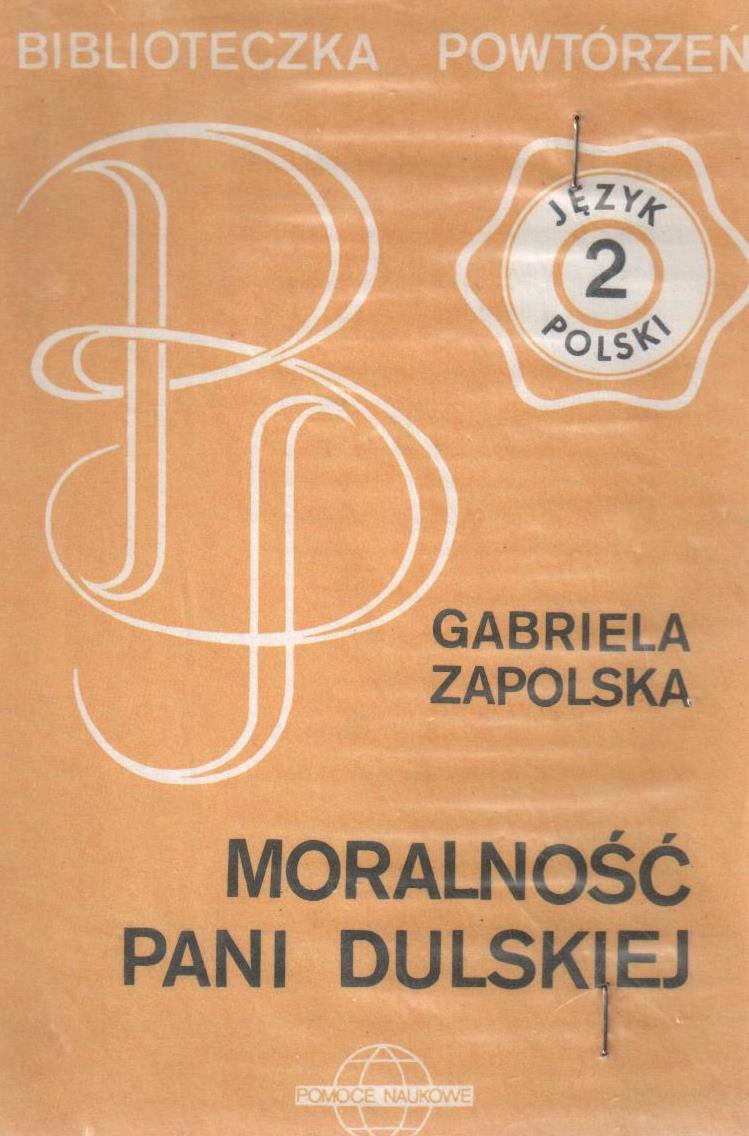 BIBLIOTECZKA POWTÓRZEŃ
JĘZYK
2
POLSKI
GABRIELA
ZAPOLSKA
MORALNOŚĆ
PANI DULSKIEJ
POMOCE NAUKOWE